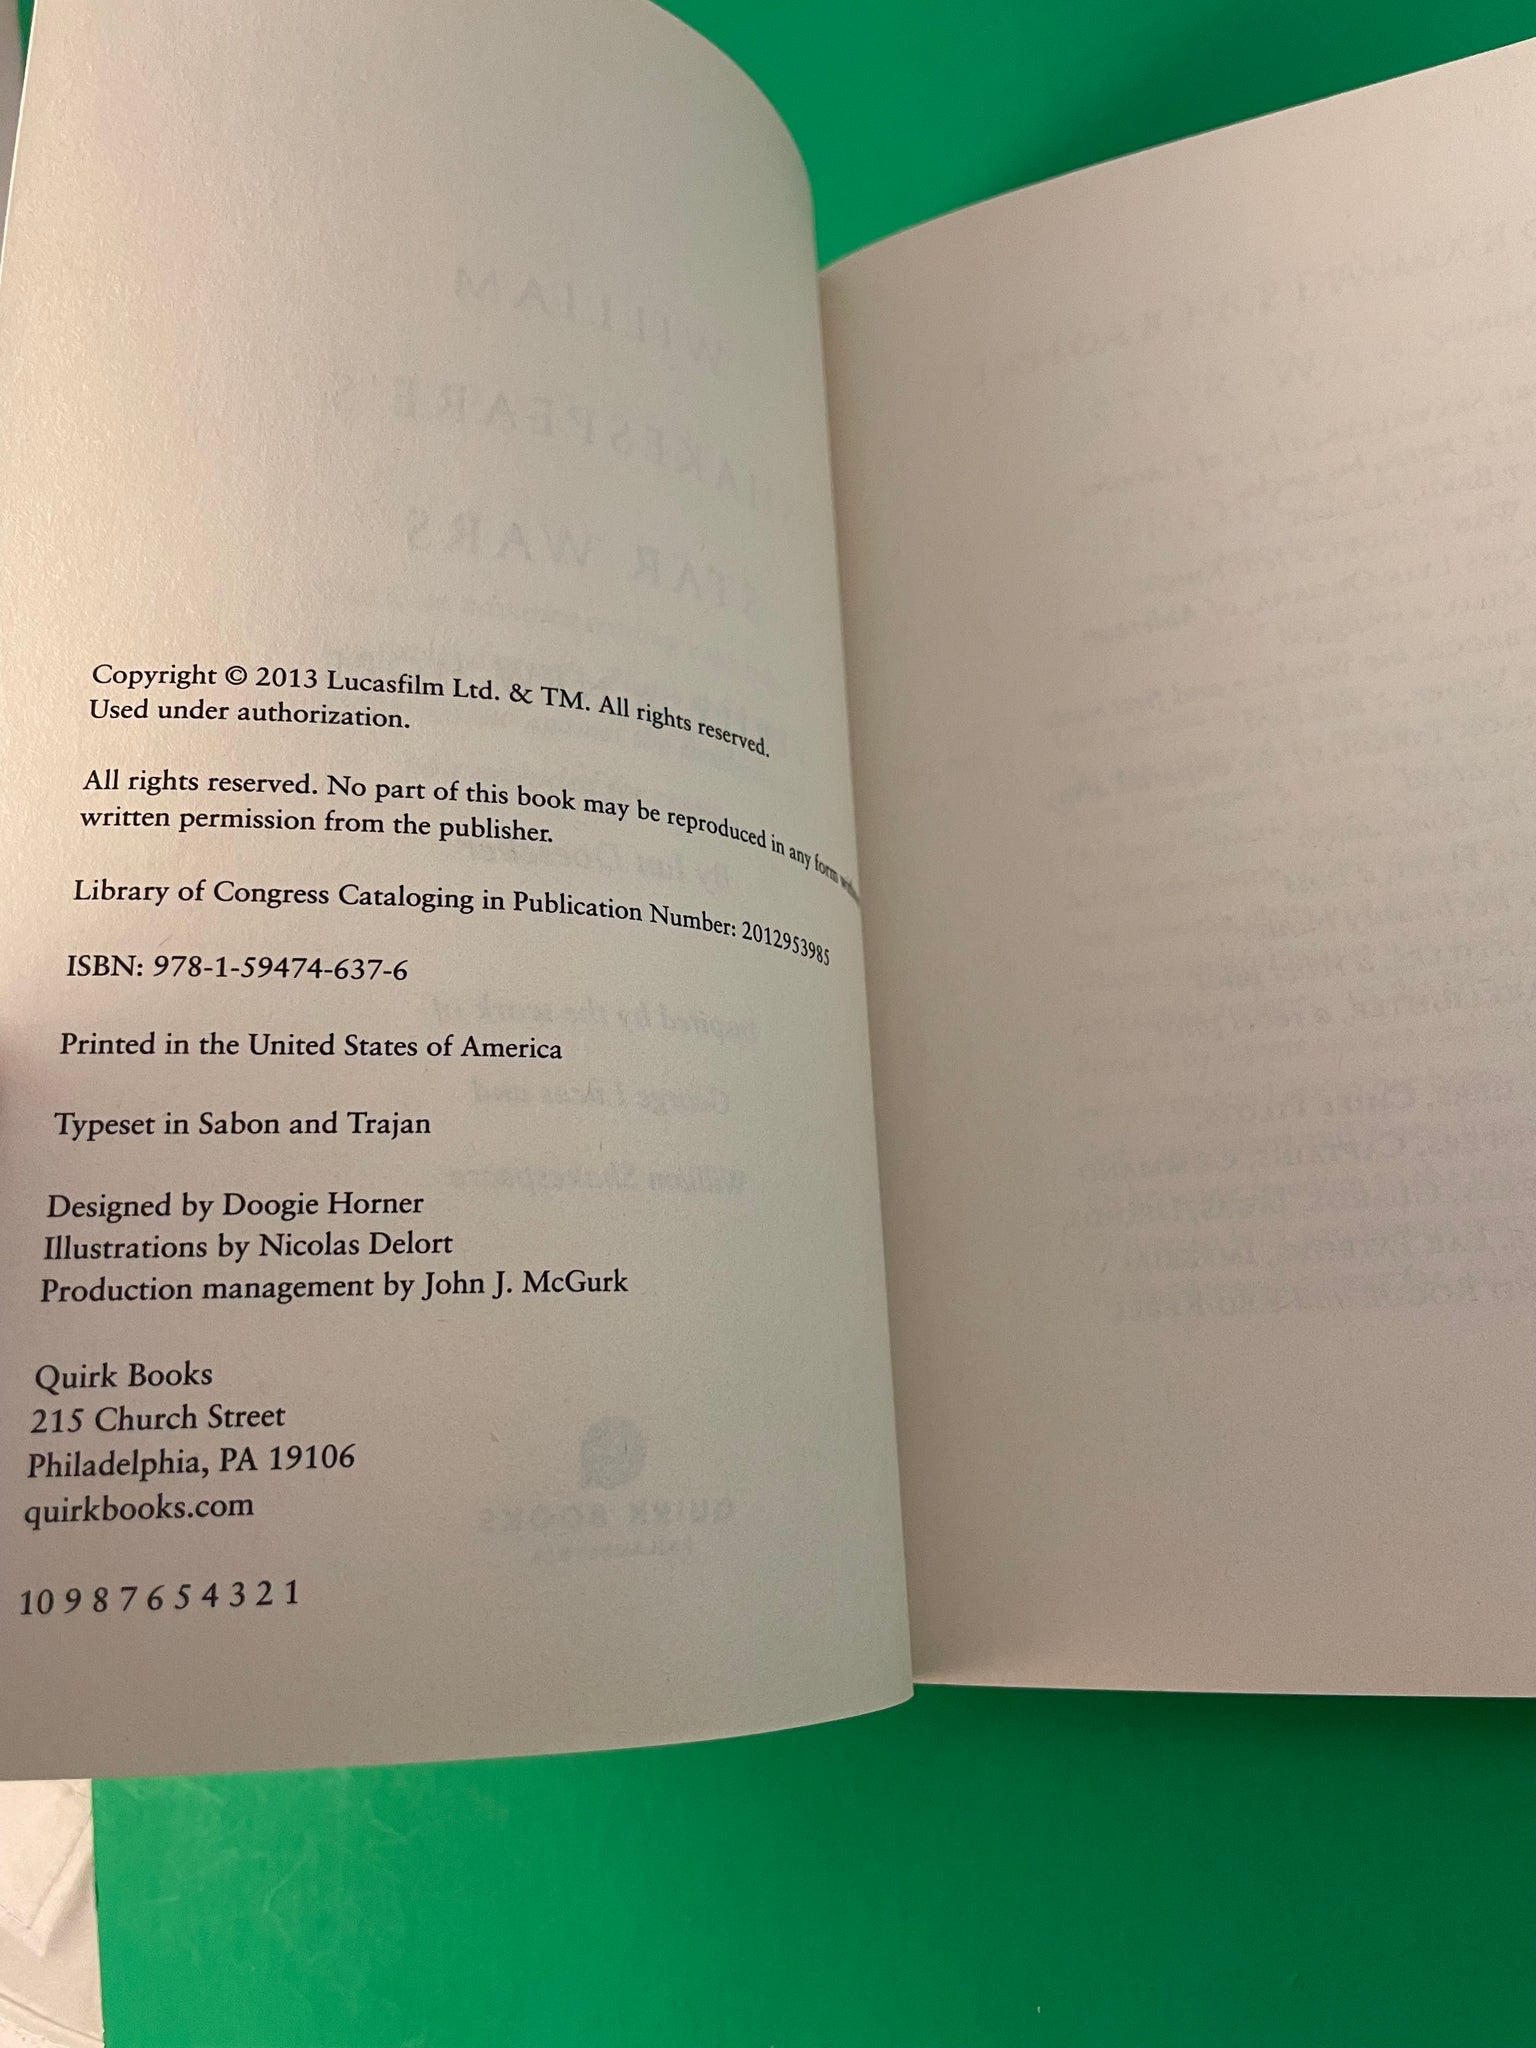 Copyright © 2013 Lucasfilm Ltd. & TM. All rights reserved.
Used under authorization.
All rights reserved. No part of this book may be reproduced in any form
written permission from the publisher.
Library of Congress Cataloging in Publication Number: 2012953985
ISBN: 978-1-59474-637-6
Printed in the United States of America
Typeset in Sabon and Trajan
Designed by Doogie Horner
Illustrations by Nicolas Delort
Production management by John J. McGurk
Quirk Books
215 Church Street
Philadelphia, PA 19106
quirkbooks.com
10 9 8 7 6 5 4 3 2 1